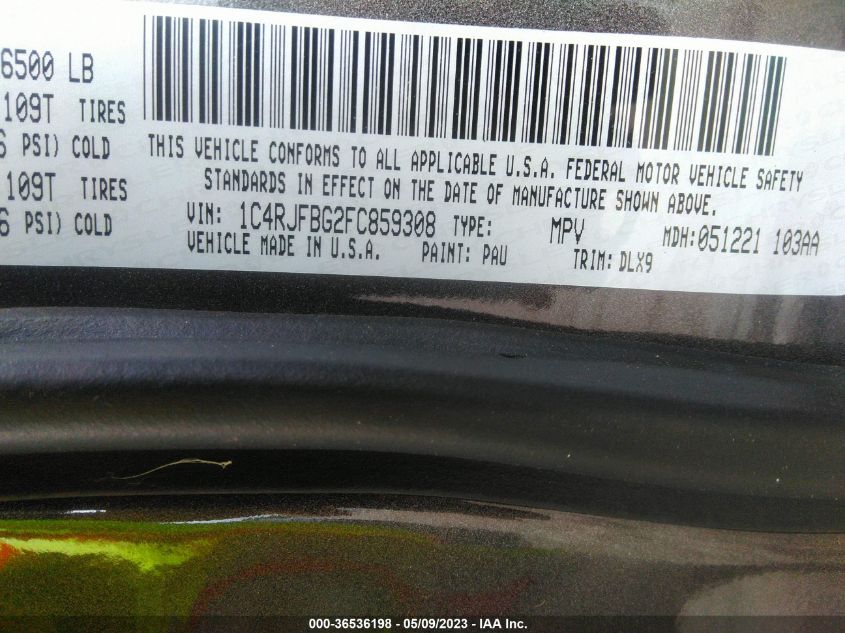 6500 LB
109T TIRES
PSI) COLD
109T TIRES
PSI) COLD
THIS VEHICLE CONFORMS TO ALL APPLICABLE U.S.A. FEDERAL MOTOR VEHICLE SAFETY
STANDARDS IN EFFECT ON THE DATE OF MANUFACTURE SHOWN ABOVE.
VIN: 1C4RJFBG2FC859308 TYPE: MPV MDH: 051221 103AA
VEHICLE MADE IN U.S.A. PAINT: PAU TRIM: DLX9
000-36536198 - 05/09/2023 - IAA Inc.